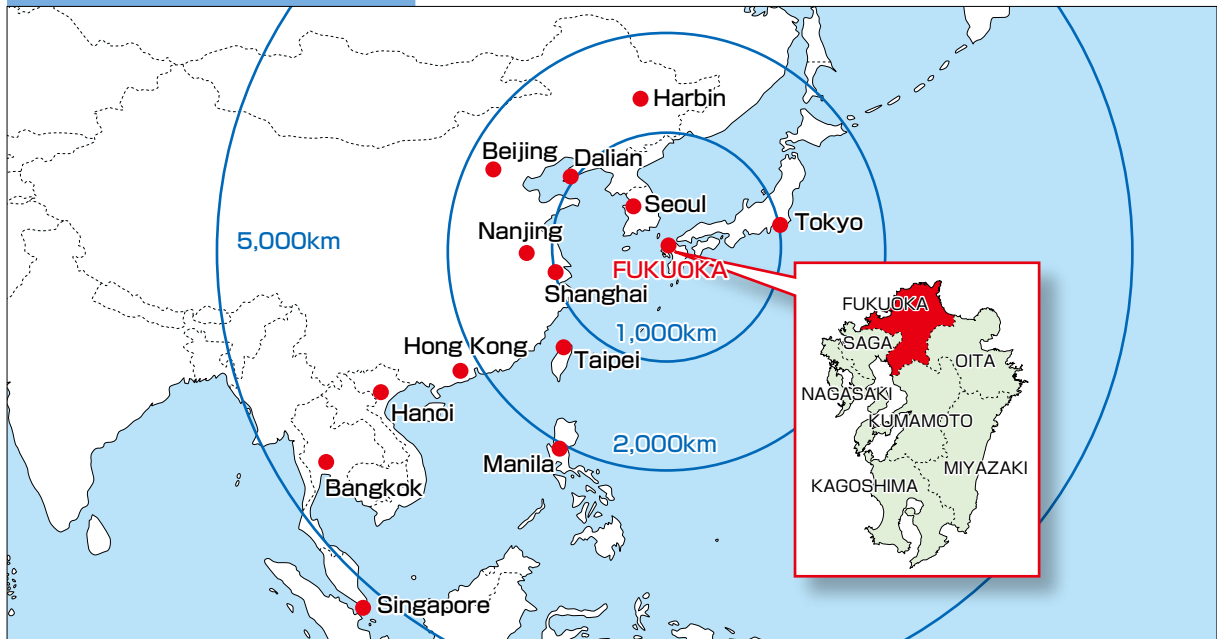 Harbin
Beijing
Dalian
Seoul
Tokyo
5,000km
Nanjing
FUKUOKA
Shanghai
1,000km
Hong Kong
Taipei
Hanoi
2,000km
Manila
Bangkok
Singapore
FUKUOKA
SAGA
OITA
NAGASAKI
KUMAMOTO
MIYAZAKI
KAGOSHIMA